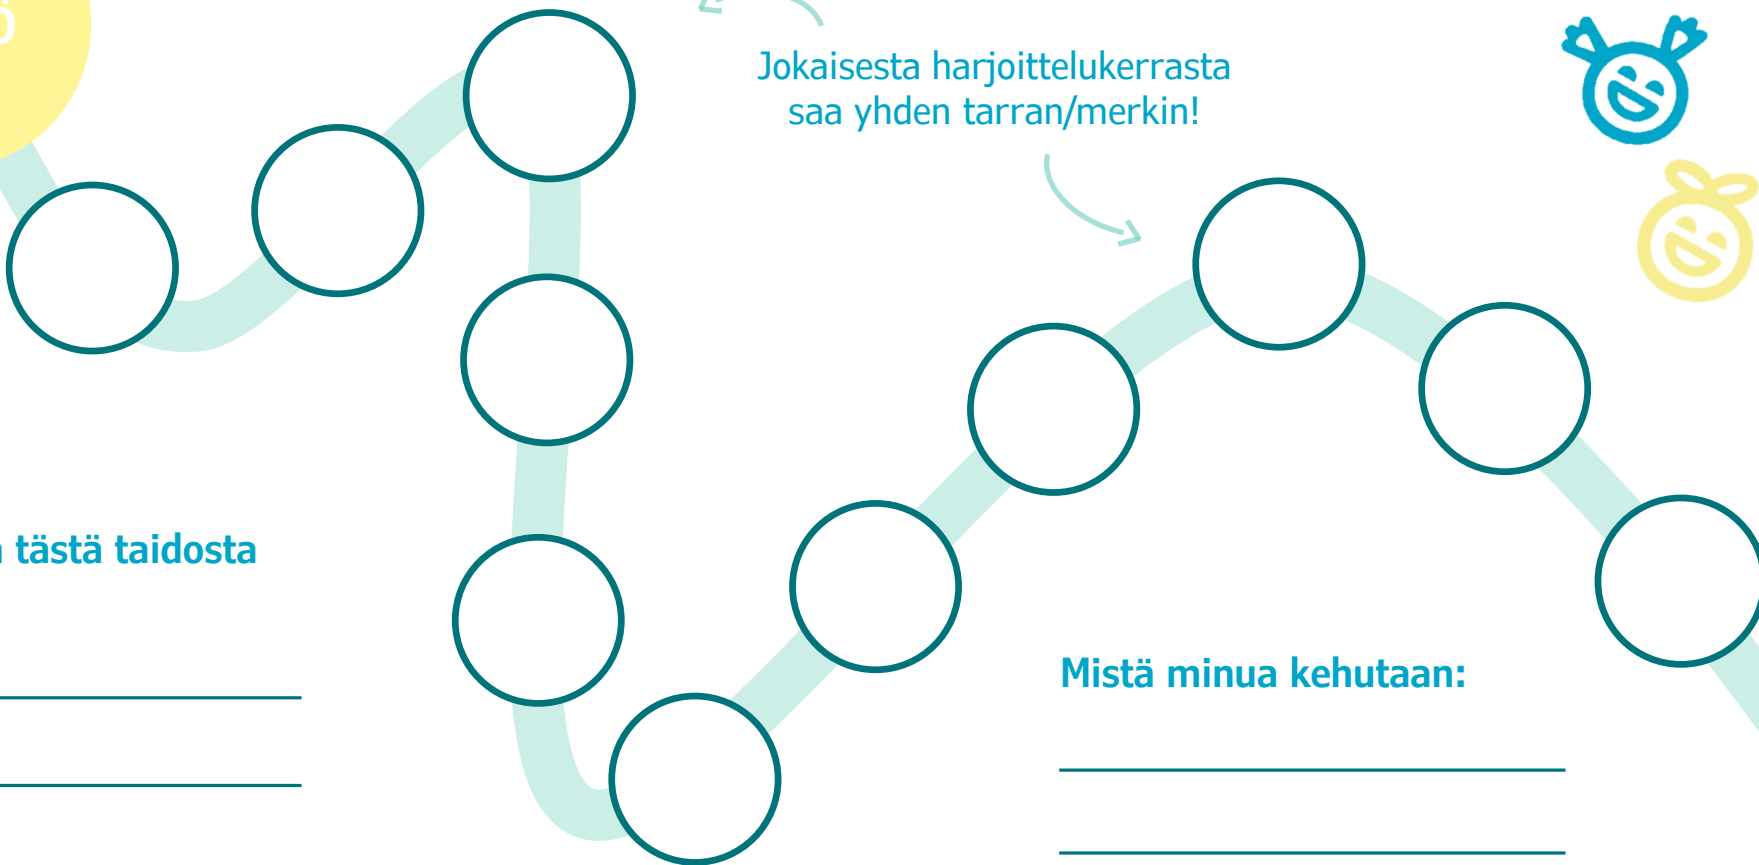 Jokaisesta harjoittelukerrasta
saa yhden tarran/merkin!
tästä taidosta
Mistä minua kehutaan: